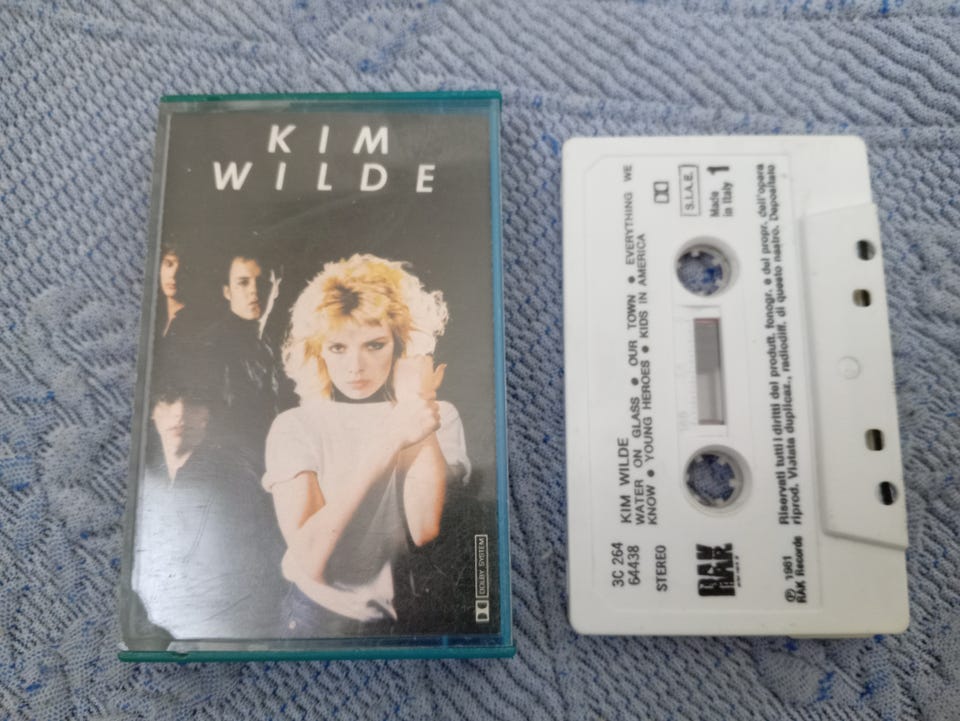 KIM
WILDE
DOLBY SYSTEM
3C 264
64438
STEREO
KIM WILDE
WATER ON GLASS ● OUR TOWN ● EVERYTHING WE
KNOW ● YOUNG HEROES ● KIDS IN AMERICA
S.I.A.E.
Made
in Italy
1
RAK
℗ 1981
RAK Records
Riservati tutti i diritti del produtt. fonogr. e del propr. dell'opera
riprod. Vietata duplicaz., radiodiff. di questo nastro. Depositato